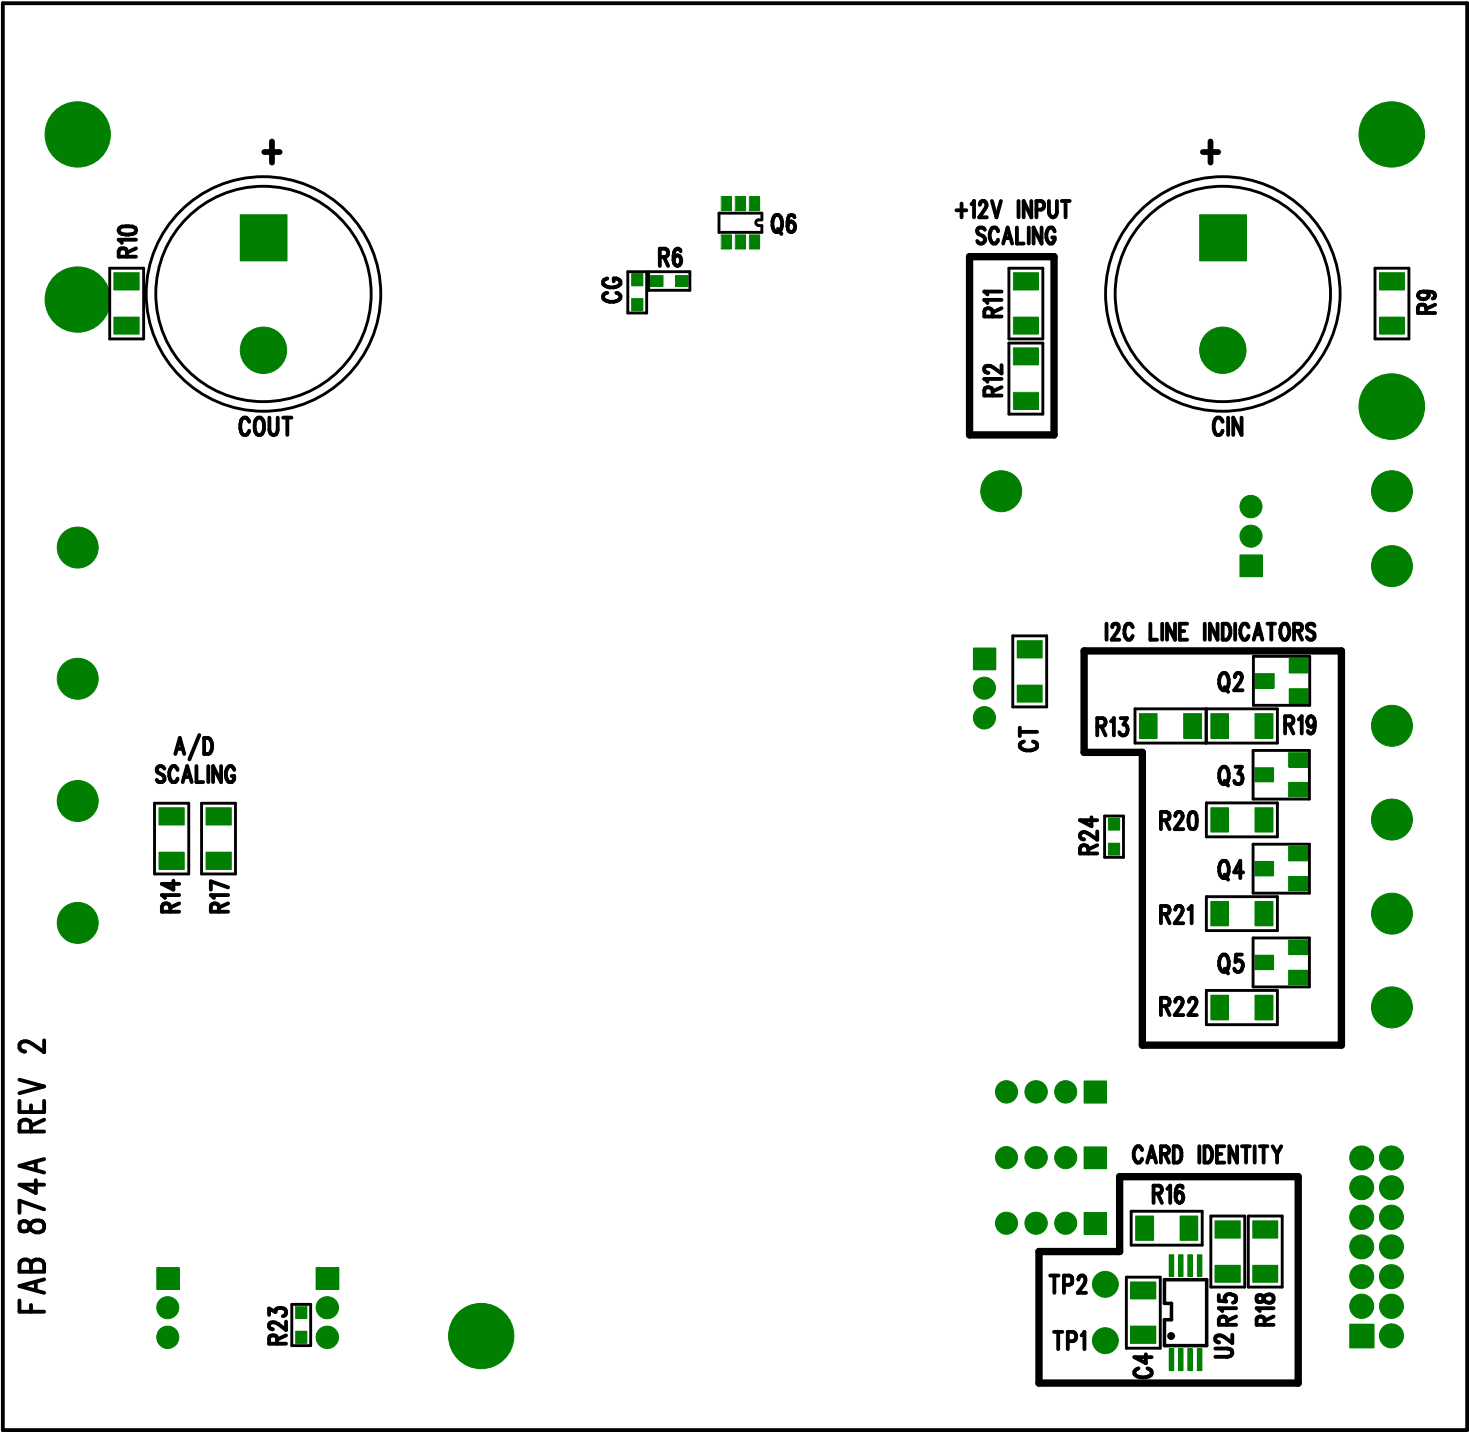 +
+
+12V INPUT
SCALING
Q6
R10
R6
CG
R11
R9
R12
COUT
CIN
I2C LINE INDICATORS
Q2
R13
R19
CT
A/D
SCALING
Q3
R20
R24
Q4
R14
R17
R21
Q5
R22
FAB 874A REV 2
CARD IDENTITY
R16
TP2
R15
R18
R23
TP1
U2
C4